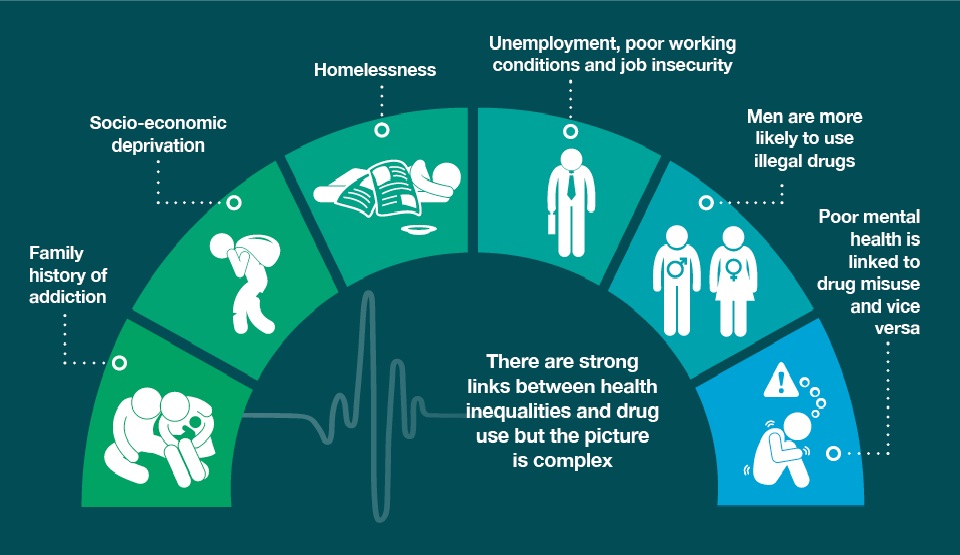 Family
history of
addiction
Socio-economic
deprivation
Homelessness
Unemployment, poor working
conditions and job insecurity
Men are more
likely to use
illegal drugs
Poor mental
health is
linked to
drug misuse
and vice
versa
There are strong
links between health
inequalities and drug
use but the picture
is complex